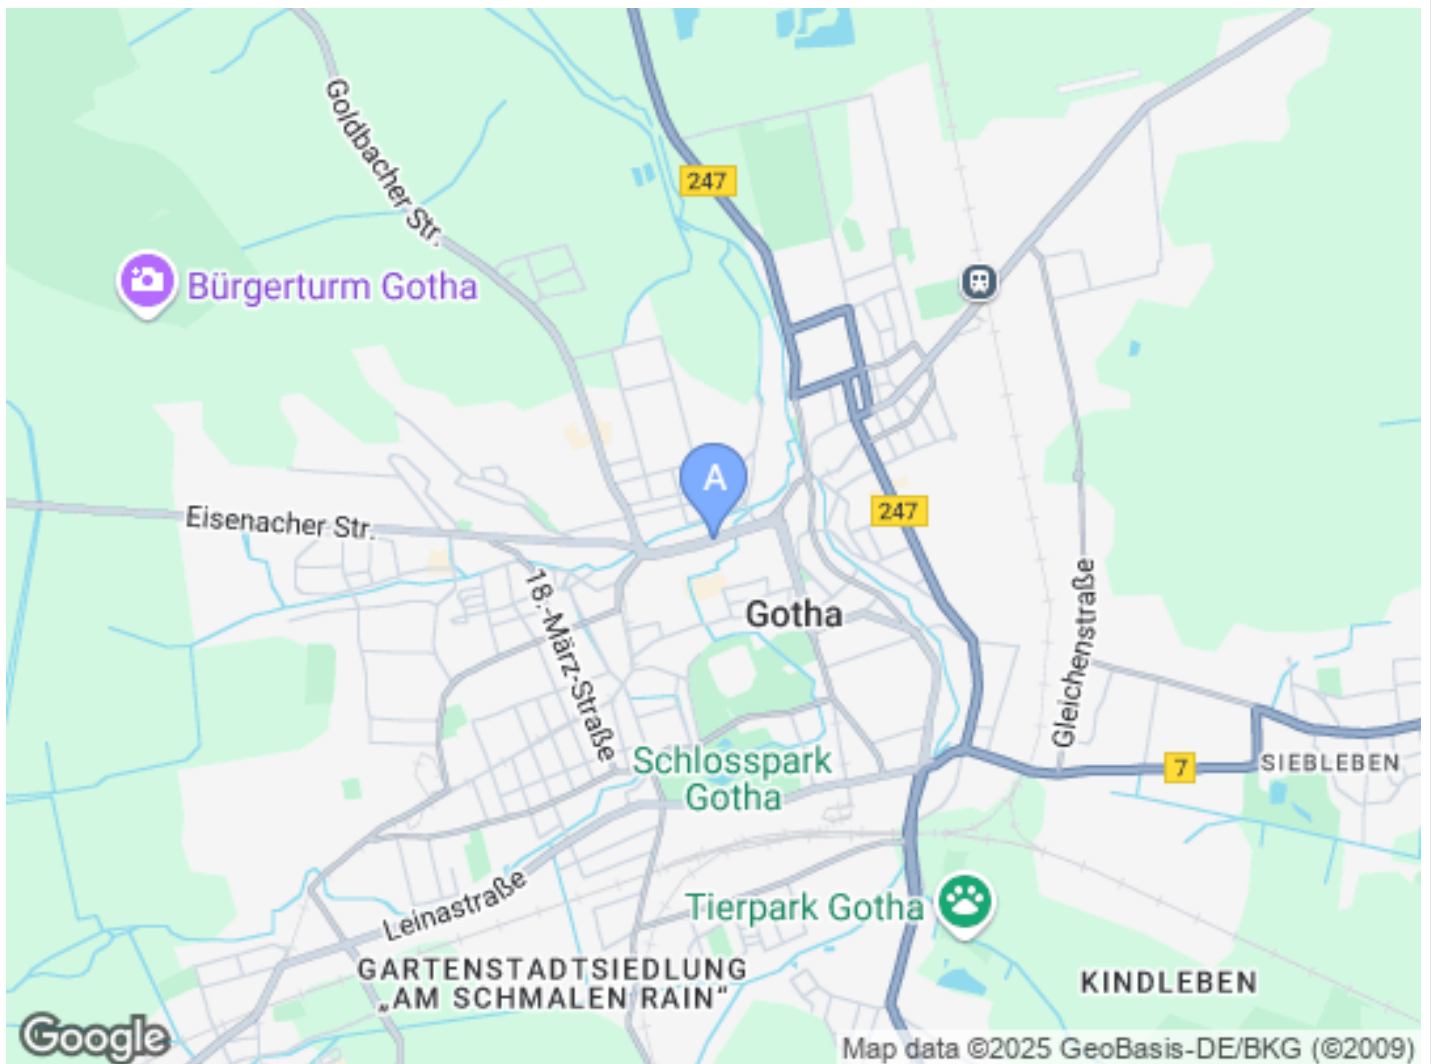 Goldbacher Str.
247
Bürgerturm Gotha
A
Eisenacher Str.
247
18.-März-Straße
Gotha
Gleichenstraße
Schlosspark
Gotha
7
SIEBLEBEN
Leinastraße
Tierpark Gotha
GARTENSTADTSIEDLUNG
„AM SCHMALEN RAIN“
KINDLEBEN
Google
Map data ©2025 GeoBasis-DE/BKG (©2009)